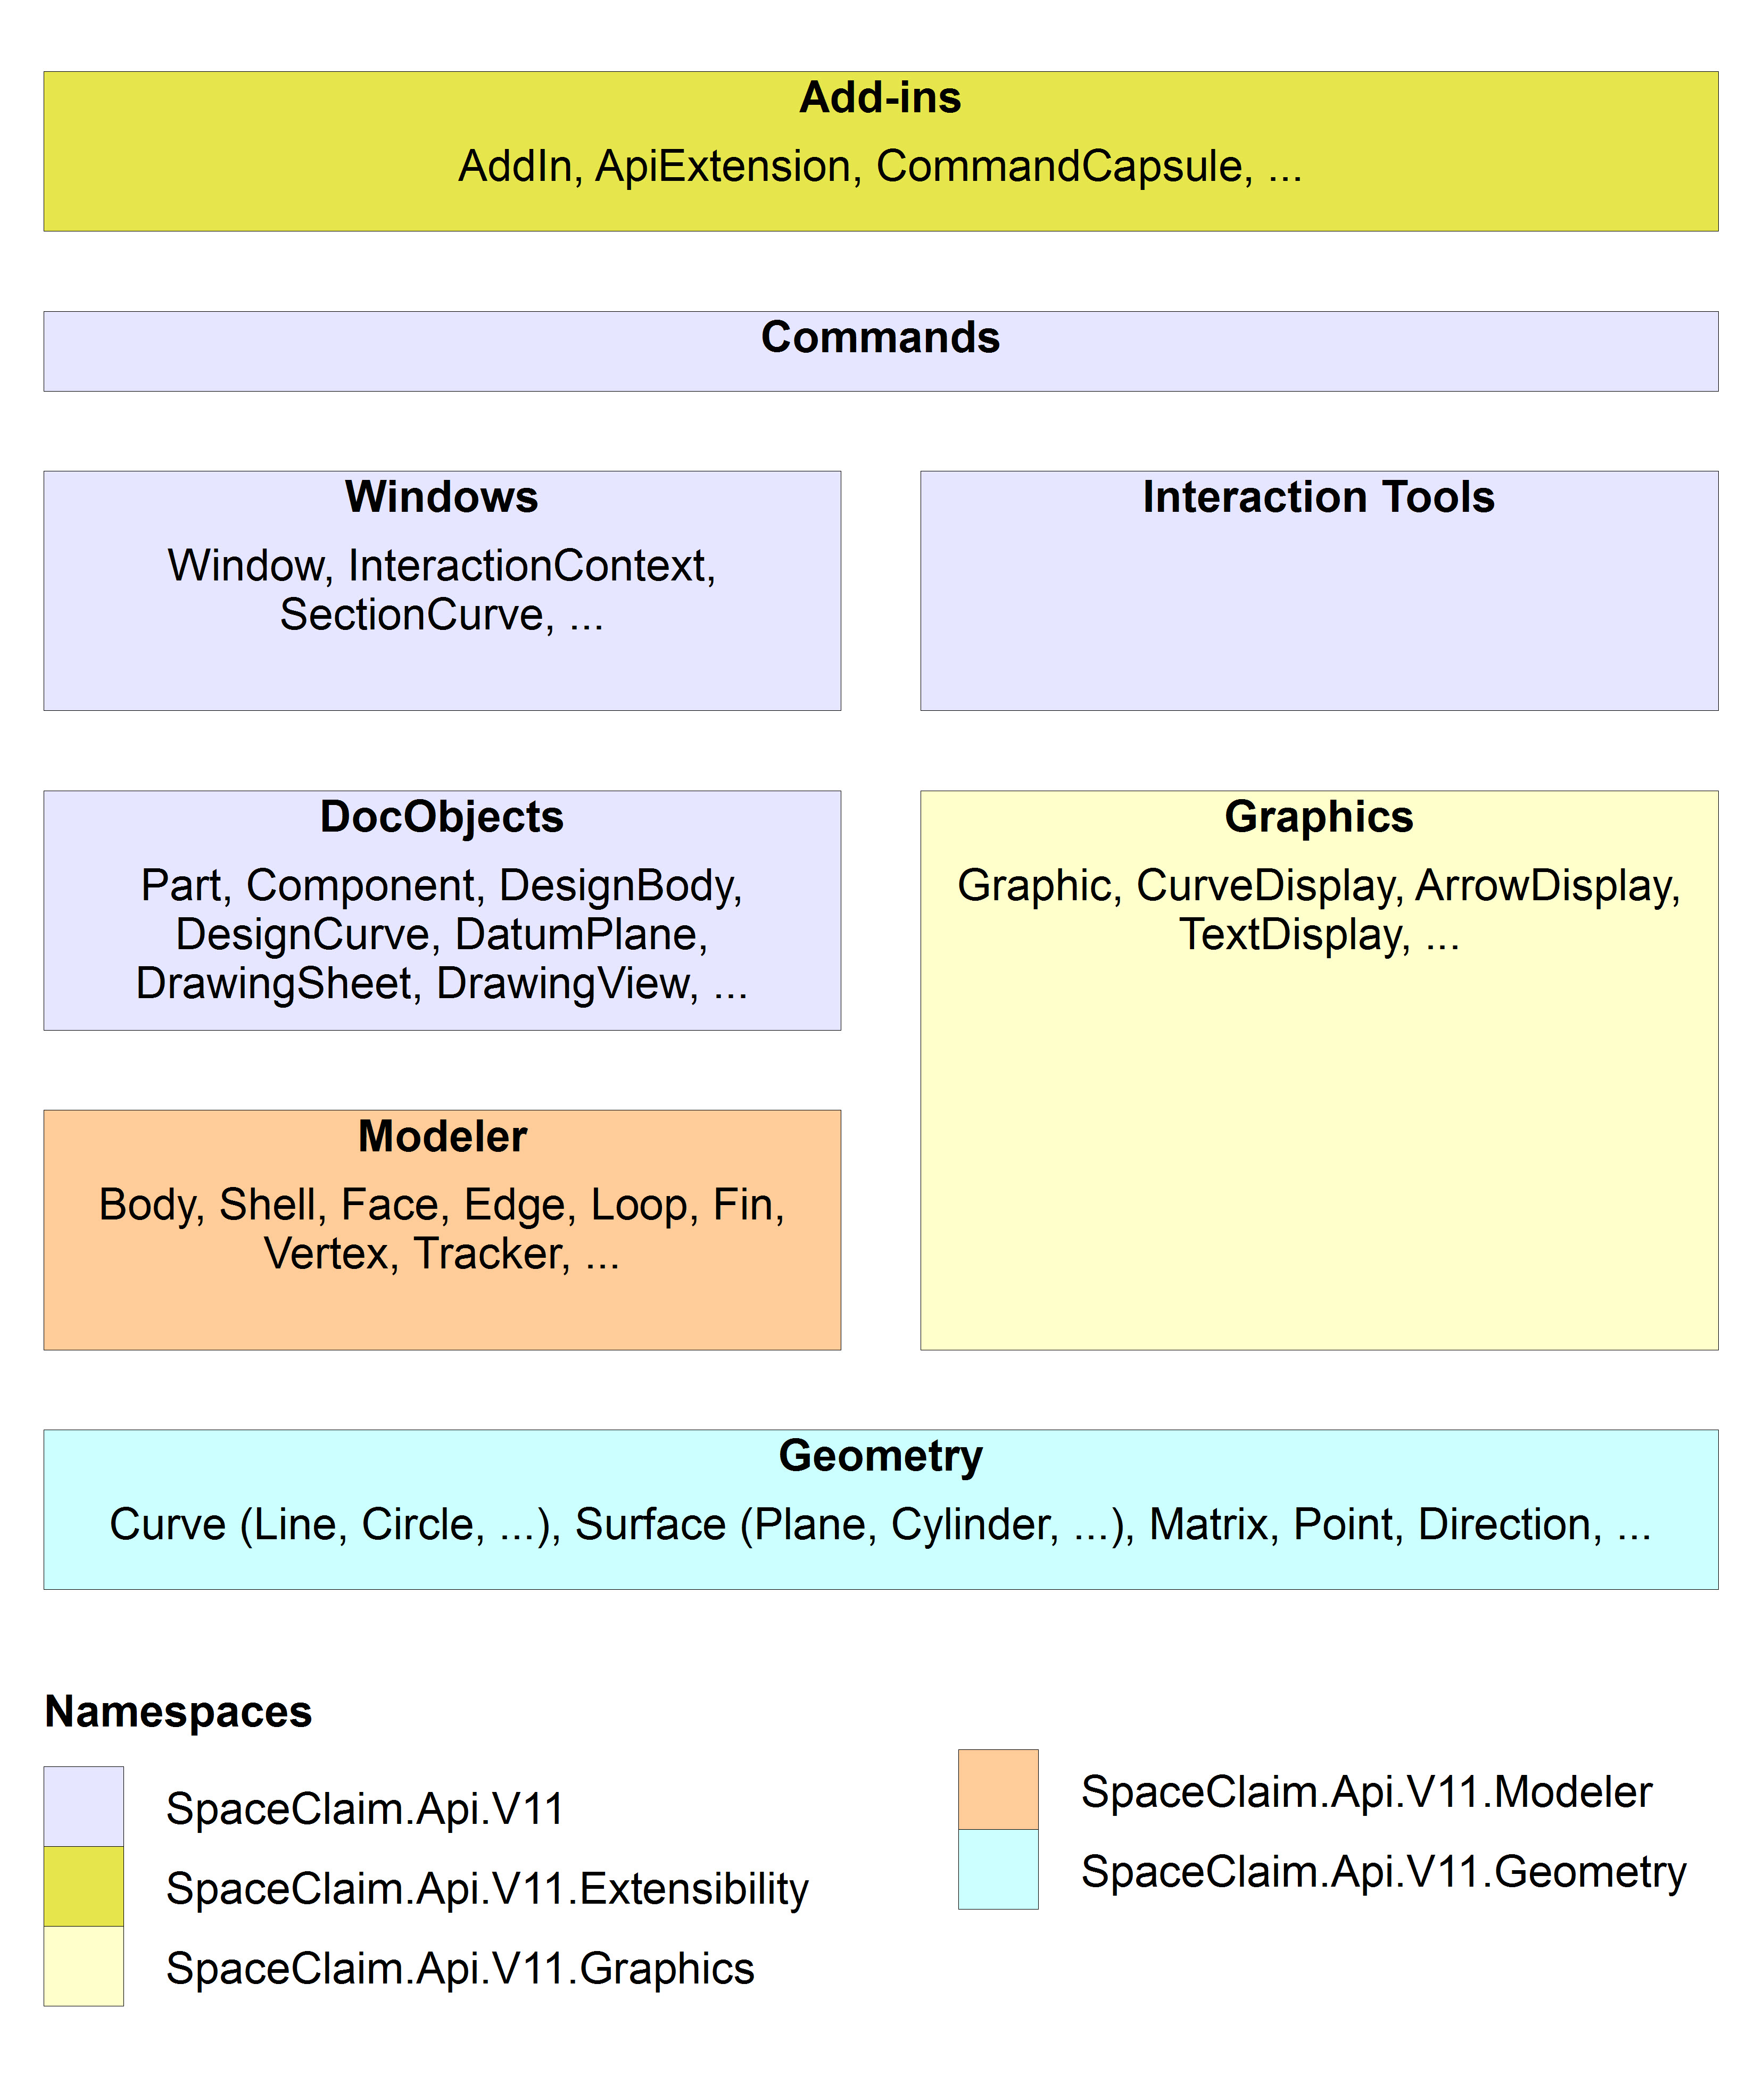 Add-ins
AddIn, ApiExtension, CommandCapsule, ...
Commands
Windows
Window, InteractionContext,
SectionCurve, ...
Interaction Tools
DocObjects
Part, Component, DesignBody,
DesignCurve, DatumPlane,
DrawingSheet, DrawingView, ...
Graphics
Graphic, CurveDisplay, ArrowDisplay,
TextDisplay, ...
Modeler
Body, Shell, Face, Edge, Loop, Fin,
Vertex, Tracker, ...
Geometry
Curve (Line, Circle, ...), Surface (Plane, Cylinder, ...), Matrix, Point, Direction, ...
Namespaces
SpaceClaim.Api.V11
SpaceClaim.Api.V11.Extensibility
SpaceClaim.Api.V11.Graphics
SpaceClaim.Api.V11.Modeler
SpaceClaim.Api.V11.Geometry